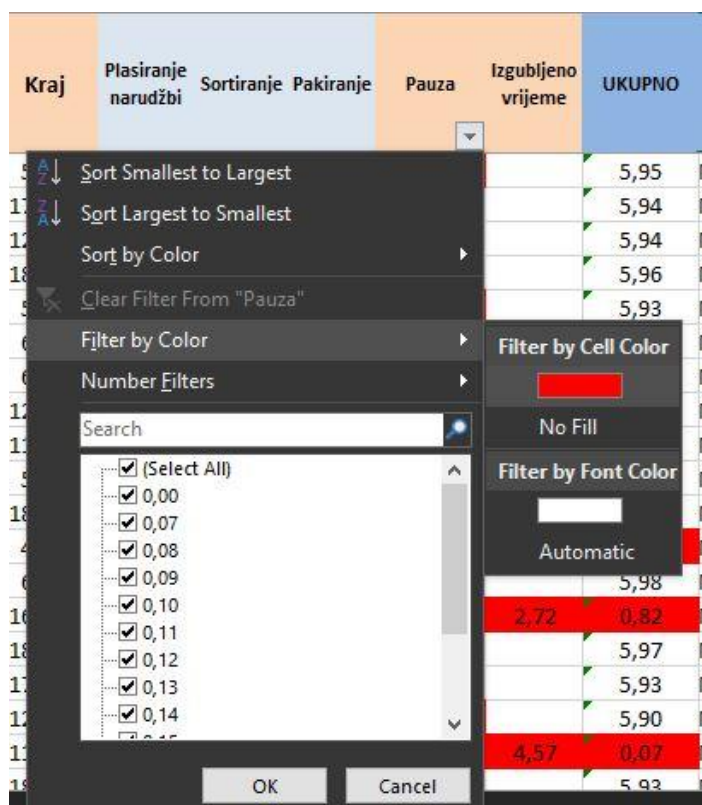 Kraj
Plasiranje
narudžbi
Sortiranje
Pakiranje
Pauza
Izgubljeno
vrijeme
UKUPNO
Sort Smallest to Largest
Sort Largest to Smallest
Sort by Color
Clear Filter From "Pauza"
Filter by Color
Number Filters
Search
(Select All)
0,00
0,07
0,08
0,09
0,10
0,11
0,12
0,13
0,14
OK
Cancel
Filter by Cell Color
No Fill
Filter by Font Color
Automatic
5,95
5,94
5,94
5,96
5,93
5,98
2,72 0,82
5,97
5,93
5,90
4,57 0,07
5,93